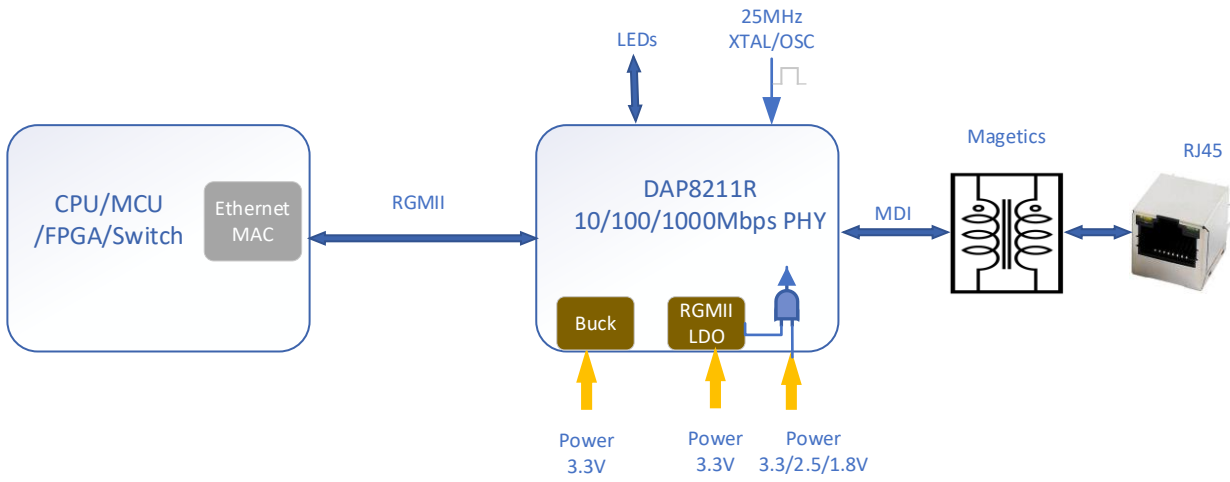 25MHz
XTAL/OSC
LEDs
Magetics
RJ45
CPU/MCU
/FPGA/Switch
Ethernet
MAC
RGMII
DAP8211R
10/100/1000Mbps PHY
MDI
Buck
RGMII
LDO
Power
3.3V
Power
3.3V
Power
3.3/2.5/1.8V